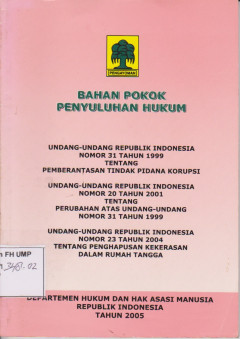 PENGAYOMAN
BAHAN POKOK
PENYULUHAN HUKUM
UNDANG-UNDANG REPUBLIK INDONESIA
NOMOR 31 TAHUN 1999
TENTANG
PEMBERANTASAN TINDAK PIDANA KORUPSI
UNDANG-UNDANG REPUBLIK INDONESIA
NOMOR 20 TAHUN 2001
TENTANG
PERUBAHAN ATAS UNDANG-UNDANG
NOMOR 31 TAHUN 1999
UNDANG-UNDANG REPUBLIK INDONESIA
NOMOR 23 TAHUN 2004
TENTANG PENGHAPUSAN KEKERASAN
DALAM RUMAH TANGGA
FH UMP
DEPARTEMEN HUKUM DAN HAK ASASI MANUSIA
REPUBLIK INDONESIA
TAHUN 2005